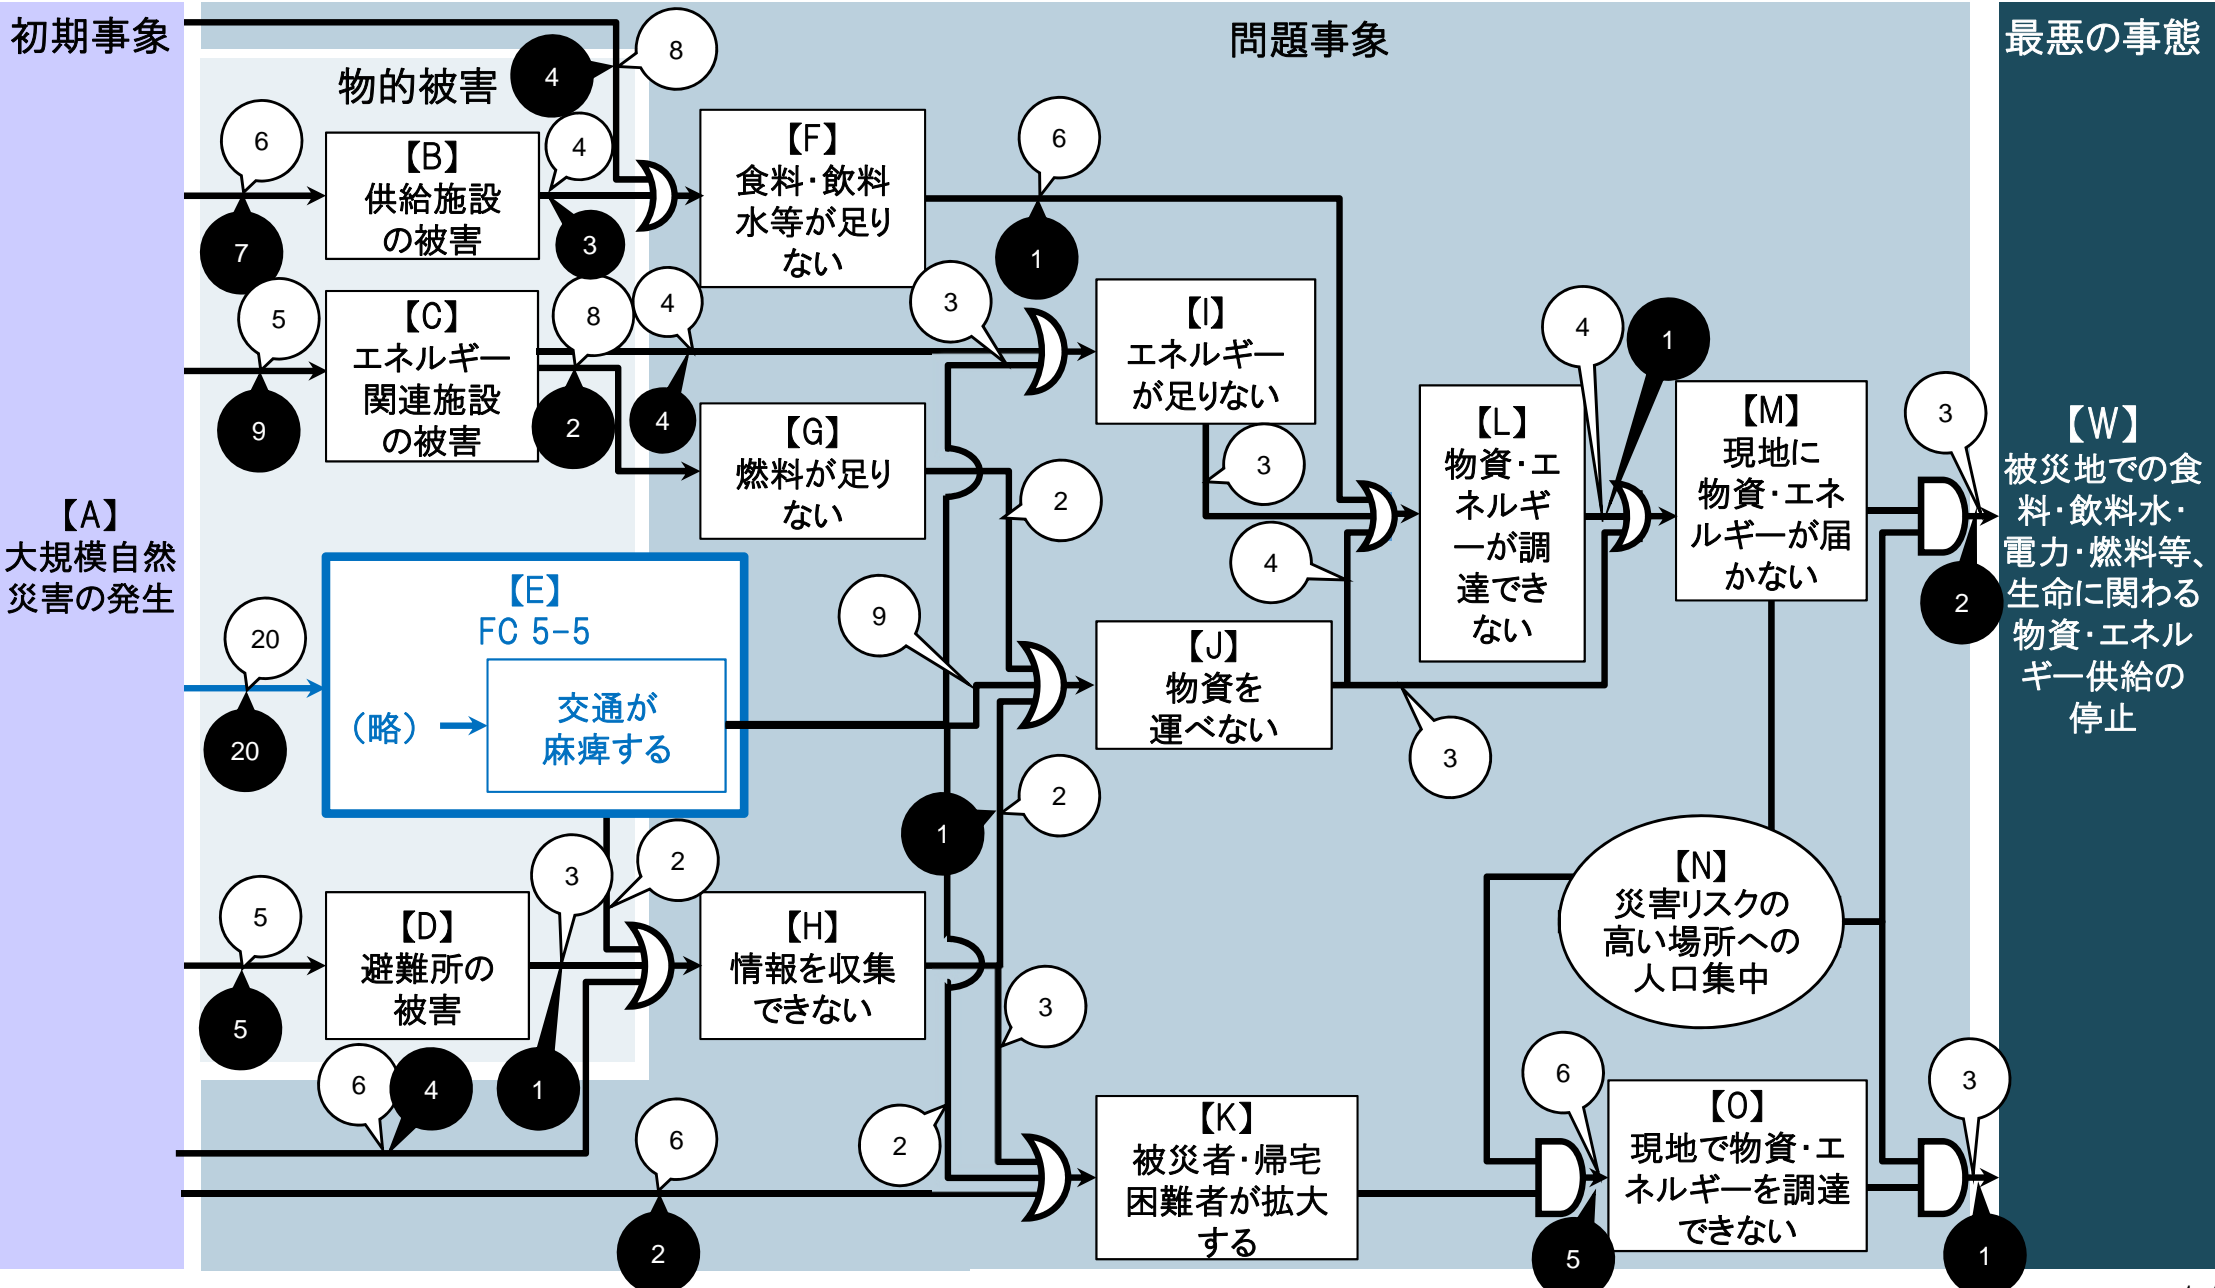 初期事象
問題事象
最悪の事態
物的被害
4
8
6
4
【B】
供給施設
の被害
7
3
【F】
食料・飲料
水等が足り
ない
6
1
5
8
4
3
【C】
エネルギー
関連施設
の被害
9
2
4
【I】
エネルギー
が足りない
3
【G】
燃料が足り
ない
2
4
1
【L】
物資・エ
ネルギ
ーが調
達でき
ない
4
【M】
現地に
物資・エネ
ルギーが届
かない
3
2
【W】
被災地での食
料・飲料水・
電力・燃料等、
生命に関わる
物資・エネル
ギー供給の
停止
【A】
大規模自然
災害の発生
20
20
【E】
FC 5-5
(略)
交通が
麻痺する
9
【J】
物資を
運べない
3
2
1
3
2
5
5
【D】
避難所の
被害
1
【H】
情報を収集
できない
3
【N】
災害リスクの
高い場所への
人口集中
6
4
6
2
2
【K】
被災者・帰宅
困難者が拡大
する
6
5
【O】
現地で物資・エ
ネルギーを調達
できない
3
1